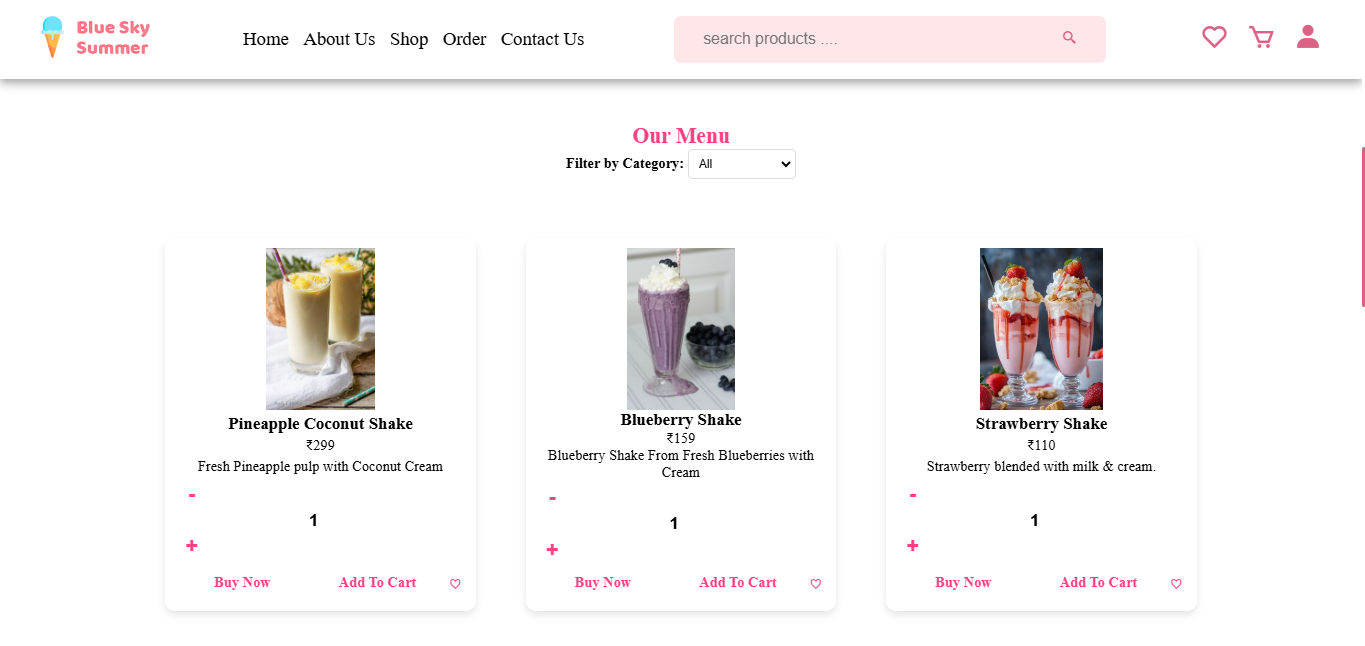 Blue Sky
Summer
Home About Us Shop Order Contact Us
search products ....
Our Menu
Filter by Category: All
Pineapple Coconut Shake
₹299
Fresh Pineapple pulp with Coconut Cream
-
1
+
Buy Now Add To Cart
Blueberry Shake
₹159
Blueberry Shake From Fresh Blueberries with
Cream
-
1
+
Buy Now Add To Cart
Strawberry Shake
₹110
Strawberry blended with milk & cream.
-
1
+
Buy Now Add To Cart